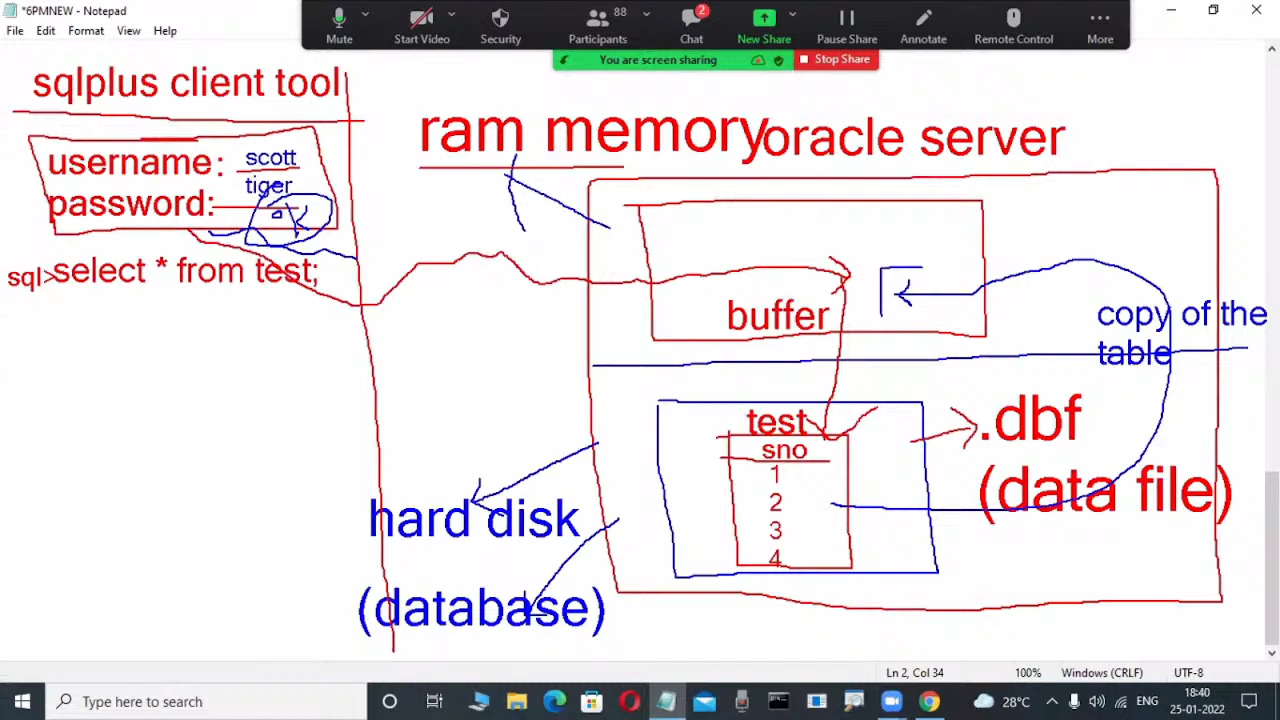 *6PMNEW - Notepad
File Edit Format View Help
Mute
Start Video
Security
88
Participants
2
Chat
New Share
Pause Share
Annotate
Remote Control
More
You are screen sharing
Stop Share
sqlplus client tool
username: scott
tiger
password:
sql>select * from test;
ram memory
oracle server
buffer
copy of the
table
test
sno
1
2
3
4
.dbf
(data file)
hard disk
(database)
Ln 2, Col 34
100%
Windows (CRLF)
UTF-8
Type here to search
28°C
ENG
18:40
25-01-2022